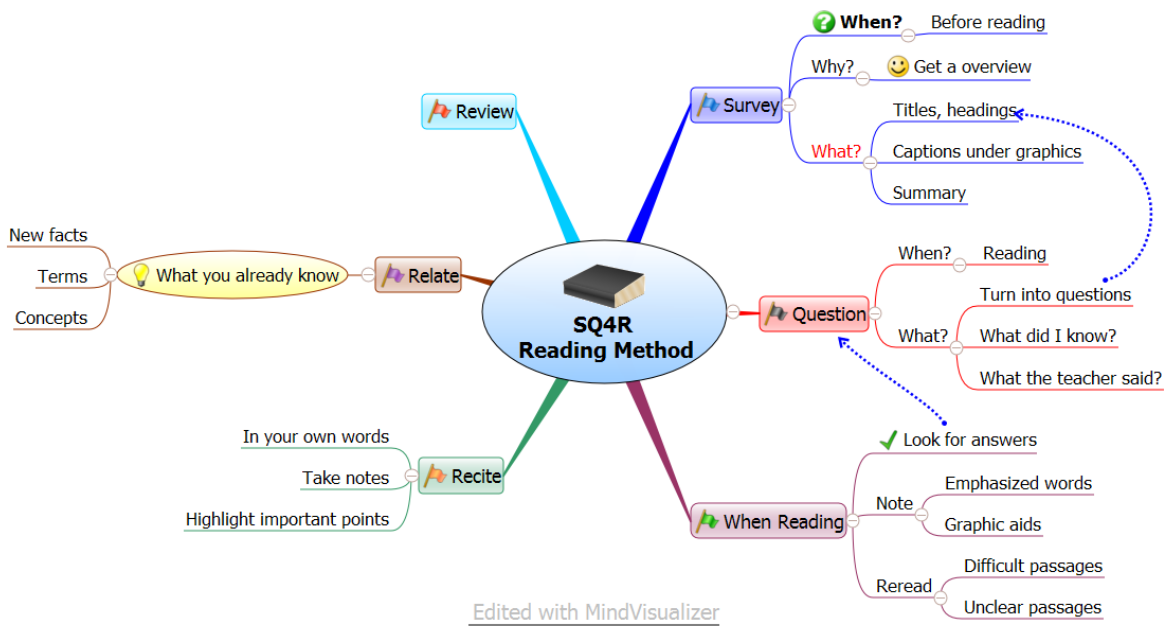 SQ4R
Reading Method
Survey
When?
Before reading
Why?
Get a overview
What?
Titles, headings
Captions under graphics
Summary
Question
When?
Reading
What?
Turn into questions
What did I know?
What the teacher said?
When Reading
Look for answers
Note
Emphasized words
Graphic aids
Reread
Difficult passages
Unclear passages
Recite
In your own words
Take notes
Highlight important points
Relate
What you already know
New facts
Terms
Concepts
Review
Edited with MindVisualizer